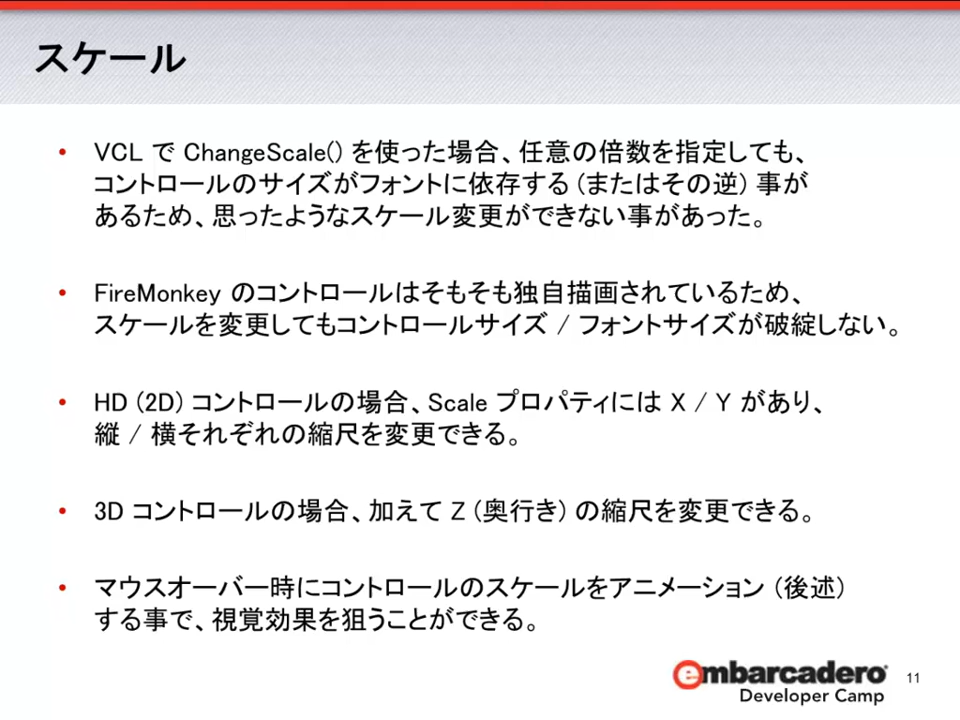 スケール
• VCL で ChangeScale() を使った場合、任意の倍数を指定しても、
コントロールのサイズがフォントに依存する (またはその逆) 事が
あるため、思ったようなスケール変更ができない事があった。
• FireMonkey のコントロールはそもそも独自描画されているため、
スケールを変更してもコントロールサイズ / フォントサイズが破綻しない。
• HD (2D) コントロールの場合、Scale プロパティには X / Y があり、
縦 / 横それぞれの縮尺を変更できる。
• 3D コントロールの場合、加えて Z (奥行き) の縮尺を変更できる。
• マウスオーバー時にコントロールのスケールをアニメーション (後述)
する事で、視覚効果を狙うことができる。
embarcadero
Developer Camp
11